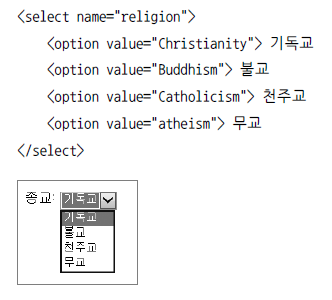 <select name="religion">
<option value="Christianity"> 기독교
<option value="Buddhism"> 불교
<option value="Catholicism"> 천주교
<option value="atheism"> 무교
</select>
종교: 기독교
기독교
불교
천주교
무교